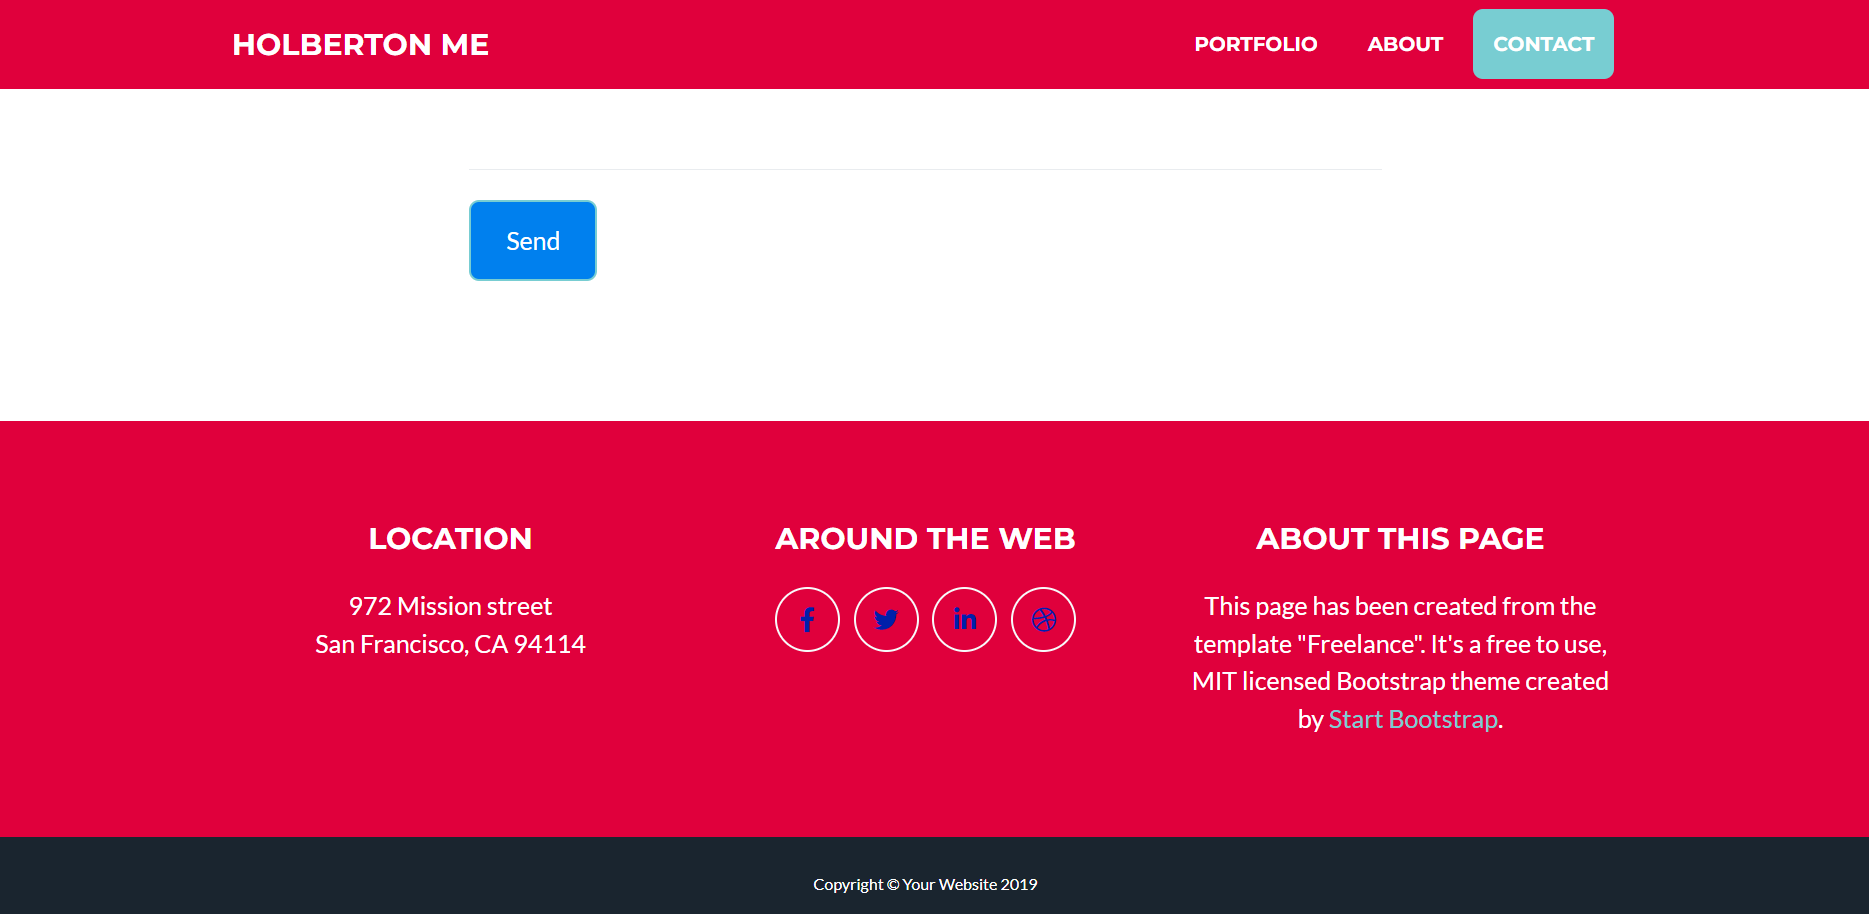 HOLBERTON ME
PORTFOLIO
ABOUT
CONTACT
Send
LOCATION
972 Mission street
San Francisco, CA 94114
AROUND THE WEB
ABOUT THIS PAGE
This page has been created from the
template "Freelance". It's a free to use,
MIT licensed Bootstrap theme created
by Start Bootstrap.
Copyright © Your Website 2019